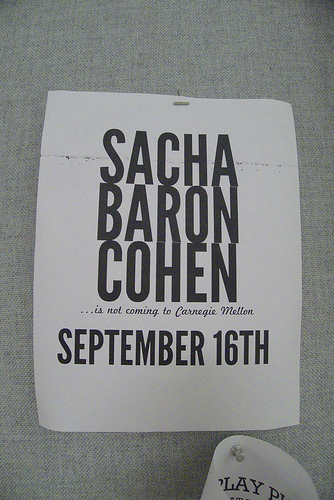 SACHA
BARON
COHEN
...is not coming to Carnegie Mellon
SEPTEMBER 16TH
PLAY